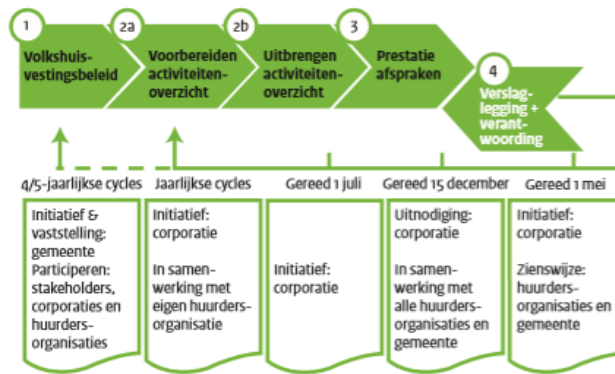 1
Volkshuis-
vestingsbeleid
2a
Voorbereiden
activiteiten-
overzicht
2b
Uitbrengen
activiteiten-
overzicht
3
Prestatie
afspraken
4
Verslag-
legging +
verant-
woording
4/5-jaarlijkse cycles
Jaarlijkse cycles
Gereed 1 juli
Gereed 15 december
Gereed 1 mei
Initiatief &
vaststelling:
gemeente
Participeren:
stakeholders,
corporaties en
huurders-
organisaties
Initiatief:
corporatie
In samen-
werking met
eigen huurders-
organisatie
Initiatief:
corporatie
Uitnodiging:
corporatie
In samen-
werking met
alle huurders-
organisaties en
gemeente
Initiatief:
corporatie
Zienswijze:
huurders-
organisaties en
gemeente